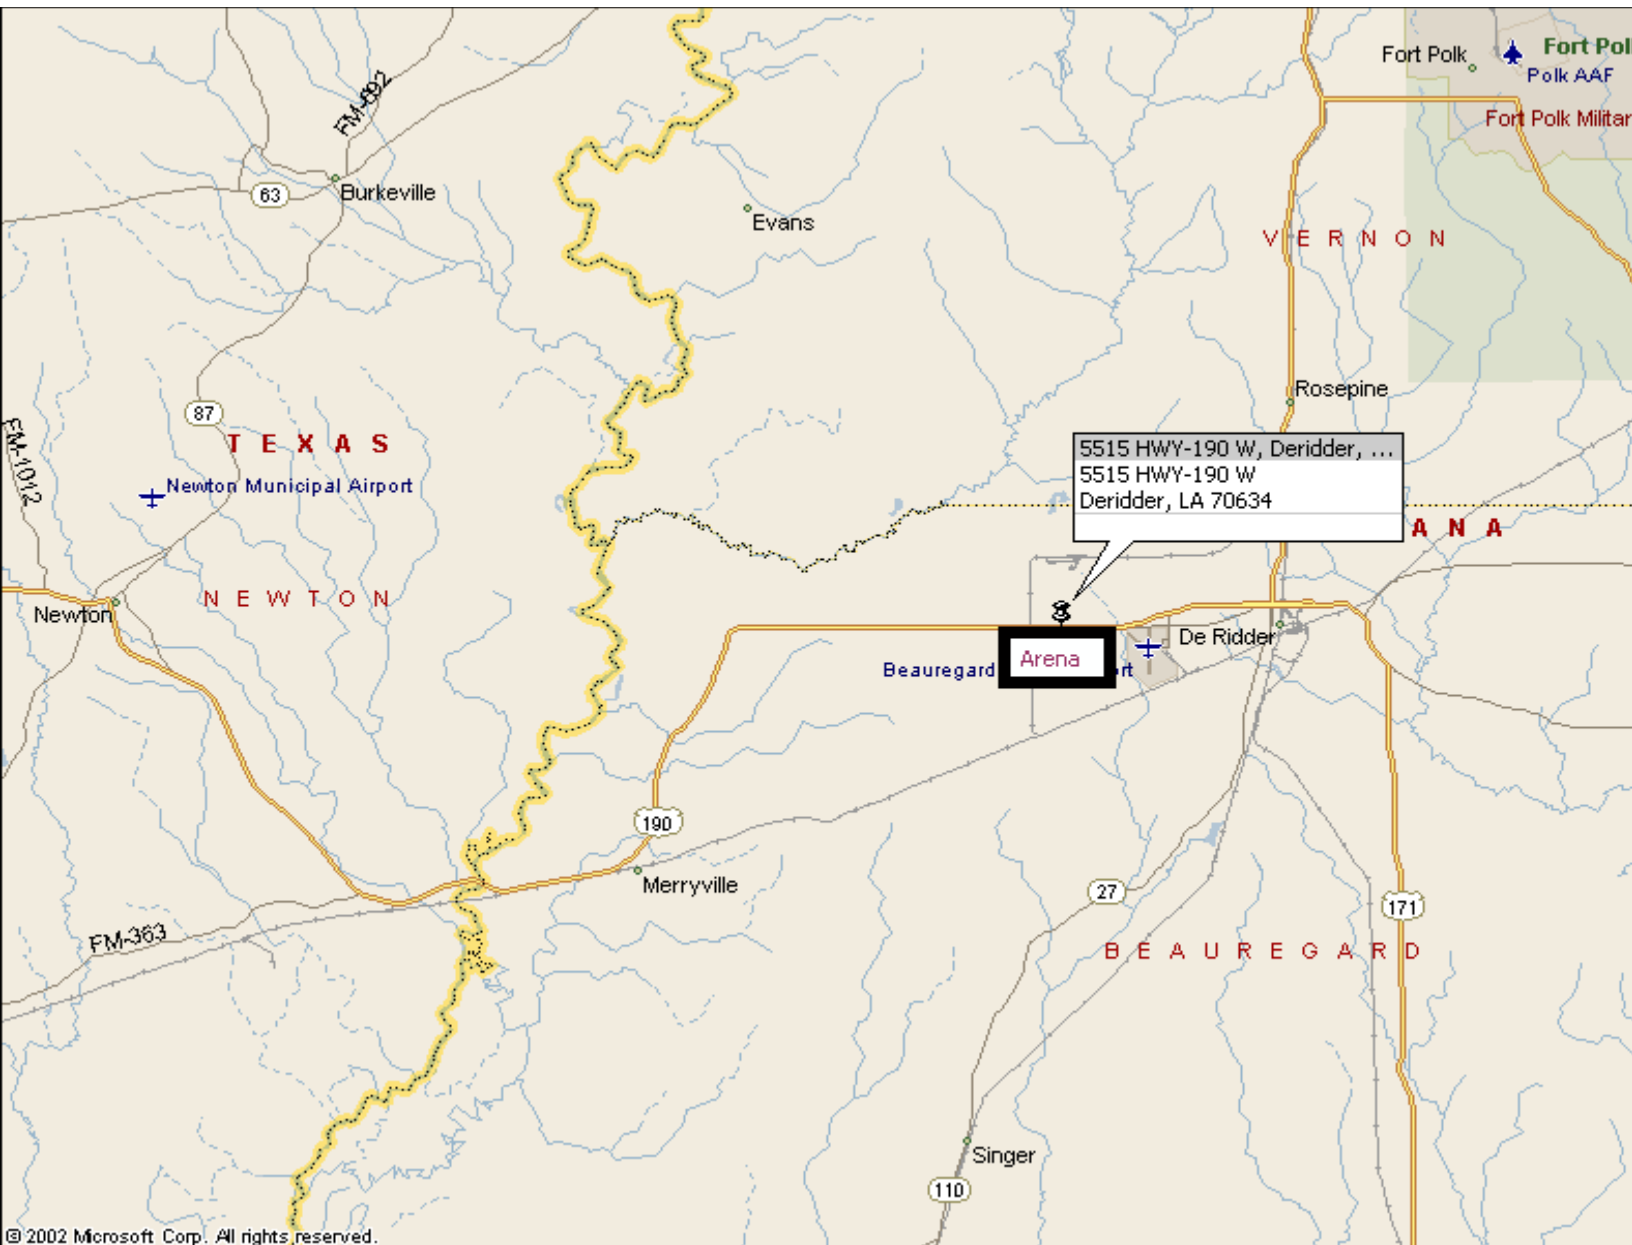 Fort Polk
Fort Pol
Polk AAF
Fort Polk Militar
FM-692
63
Burkeville
Evans
VERNON
Rosepine
87
TEXAS
FM-1012
Newton Municipal Airport
5515 HWY-190 W, Deridder, ...
5515 HWY-190 W
Deridder, LA 70634
ANA
NEWTON
Newton
De Ridder
Arena
Beauregard
rt
190
Merryville
27
171
FM-363
BEAUREGARD
Singer
110
© 2002 Microsoft Corp. All rights reserved.